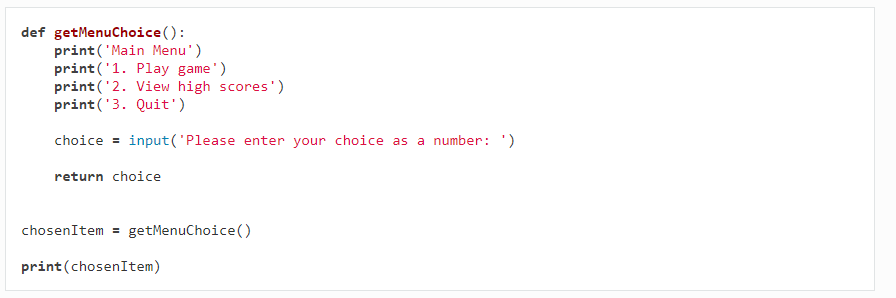 def getMenuChoice():
    print('Main Menu')
    print('1. Play game')
    print('2. View high scores')
    print('3. Quit')
    choice = input('Please enter your choice as a number: ')
    return choice
chosenItem = getMenuChoice()
print(chosenItem)